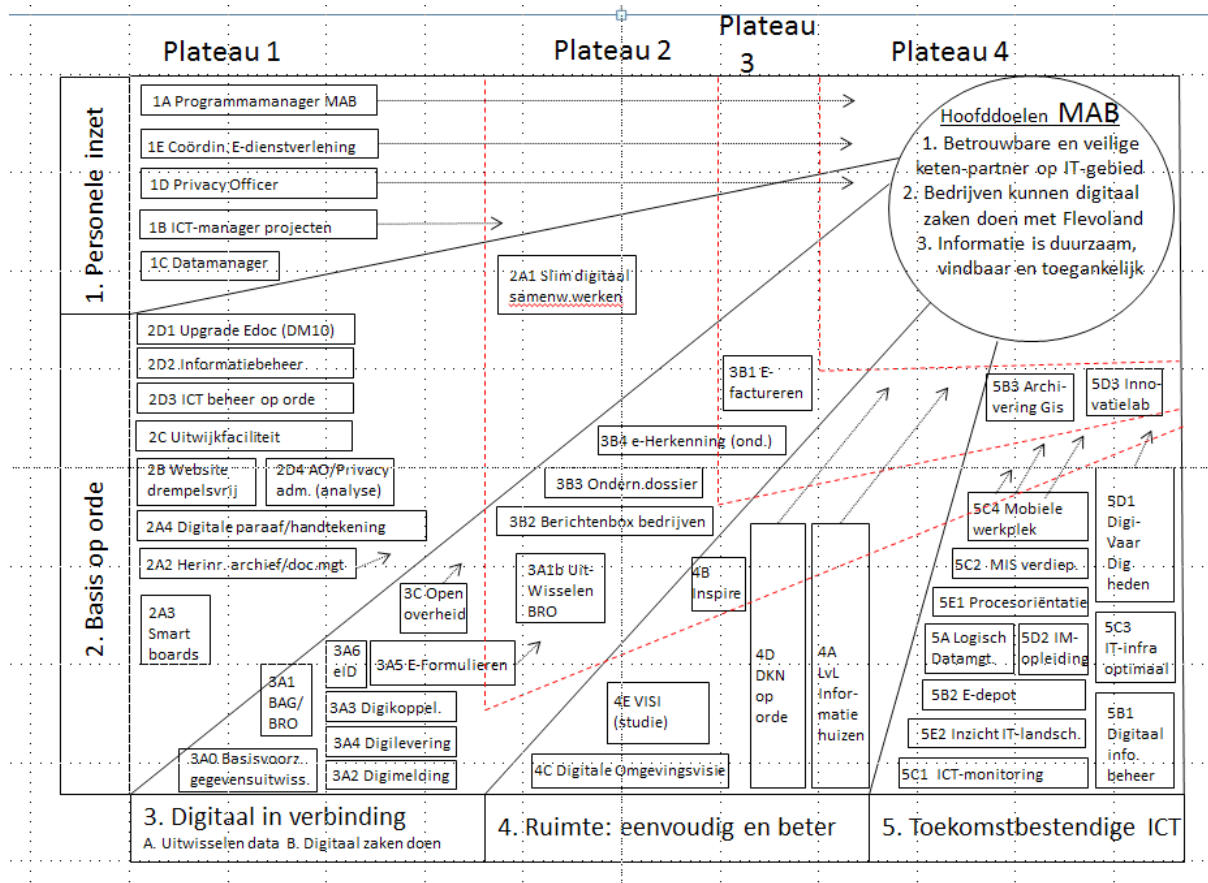 Plateau 1
Plateau 2
Plateau
3
Plateau 4
1. Personele inzet
1A Programmamanager MAB
1E Coördin. E-dienstverlening
1D Privacy Officer
1B ICT-manager projecten
1C Datamanager
Hoofddoelen MAB
1. Betrouwbare en veilige
keten-partner op IT-gebied
2. Bedrijven kunnen digitaal
zaken doen met Flevoland
3. Informatie is duurzaam,
vindbaar en toegankelijk
2. Basis op orde
2A1 Slim digitaal
samenw.werken
2D1 Upgrade Edoc (DM10)
2D2 Informatiebeheer
2D3 ICT beheer op orde
2C Uitwijkfaciliteit
2B Website
drempelsvrij
2D4 AO/Privacy
adm. (analyse)
2A4 Digitale paraaf/handtekening
2A2 Herinr. archief/doc.mgt
2A3
Smart
boards
3B1 E-
factureren
3B4 e-Herkenning (ond.)
3B3 Ondern.dossier
3B2 Berichtenbox bedrijven
3A1b Uit-
Wisselen
BRO
3C Open
overheid
3A6
eID
3A5 E-Formulieren
3A1
BAG/
BRO
3A3 Digikoppel.
3A4 Digilevering
3A0 Basisvoorz.
gegevensuitwiss.
3A2 Digimelding
4B
Inspire
4D
DKN
op
orde
4A
LvL
Infor-
matie
huizen
4E VISI
(studie)
4C Digitale Omgevingsvisie
5B3 Archi-
vering Gis
5D3 Inno-
vatielab
5C4 Mobiele
werkplek
5D1
Digi-
Vaar
Dig
heden
5C2 MIS verdiep.
5E1 Procesoriëntatie
5A Logisch
Datamgt.
5D2 IM-
opleiding
5C3
IT-infra
optimaal
5B2 E-depot
5E2 Inzicht IT-landsch.
5B1
Digitaal
info.
beheer
5C1 ICT-monitoring
3. Digitaal in verbinding
A. Uitwisselen data B. Digitaal zaken doen
4. Ruimte: eenvoudig en beter
5. Toekomstbestendige ICT